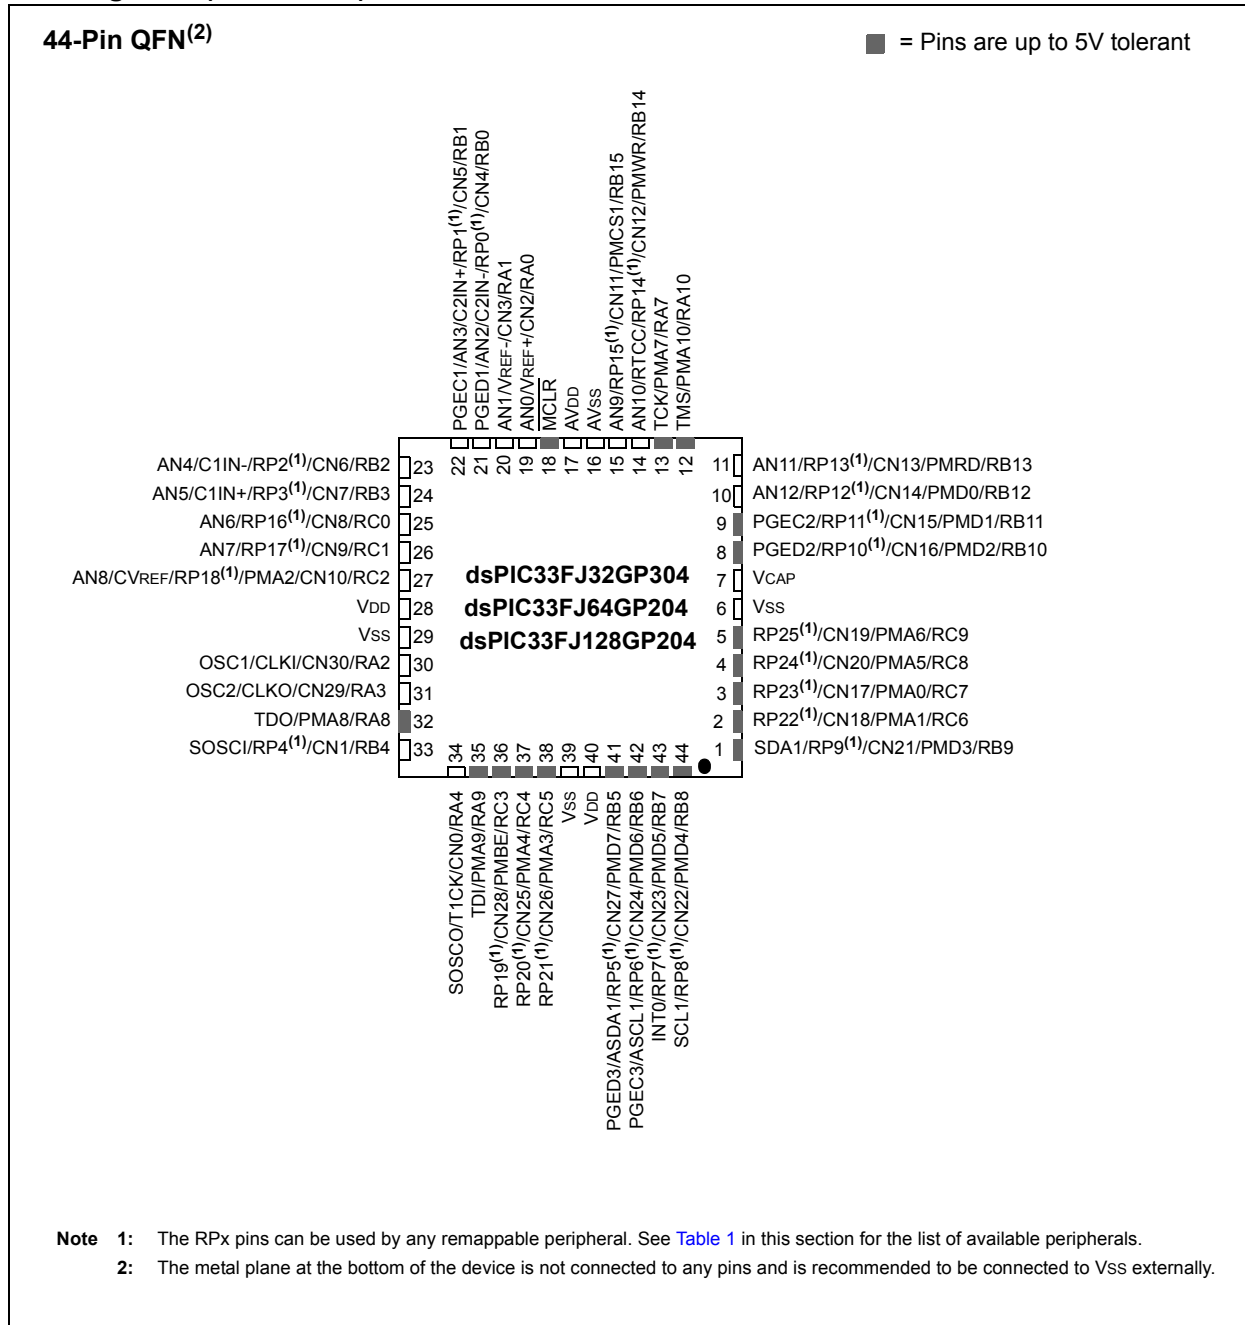 44-Pin QFN(2)
= Pins are up to 5V tolerant
PGEC1/AN3/C2IN+/RP1(1)/CN5/RB1
PGED1/AN2/C2IN-/RP0(1)/CN4/RB0
AN1/VREF-/CN3/RA1
AN0/VREF+/CN2/RA0
MCLR
AVDD
AVSS
AN9/RP15(1)/CN11/PMCS1/RB15
AN10/RTCC/RP14(1)/CN12/PMWR/RB14
TCK/PMA7/RA7
TMS/PMA10/RA10
22 21 20 19 18 17 16 15 14 13 12
AN4/C1IN-/RP2(1)/CN6/RB2 23
AN5/C1IN+/RP3(1)/CN7/RB3 24
AN6/RP16(1)/CN8/RC0 25
AN7/RP17(1)/CN9/RC1 26
AN8/CVREF/RP18(1)/PMA2/CN10/RC2 27
VDD 28
VSS 29
OSC1/CLKI/CN30/RA2 30
OSC2/CLKO/CN29/RA3 31
TDO/PMA8/RA8 32
SOSCI/RP4(1)/CN1/RB4 33
dsPIC33FJ32GP304
dsPIC33FJ64GP204
dsPIC33FJ128GP204
11 AN11/RP13(1)/CN13/PMRD/RB13
10 AN12/RP12(1)/CN14/PMD0/RB12
9 PGEC2/RP11(1)/CN15/PMD1/RB11
8 PGED2/RP10(1)/CN16/PMD2/RB10
7 VCAP
6 VSS
5 RP25(1)/CN19/PMA6/RC9
4 RP24(1)/CN20/PMA5/RC8
3 RP23(1)/CN17/PMA0/RC7
2 RP22(1)/CN18/PMA1/RC6
1 SDA1/RP9(1)/CN21/PMD3/RB9
34 35 36 37 38 39 40 41 42 43 44
SOSCO/T1CK/CN0/RA4
TDI/PMA9/RA9
RP19(1)/CN28/PMBE/RC3
RP20(1)/CN25/PMA4/RC4
RP21(1)/CN26/PMA3/RC5
VSS
VDD
PGED3/ASDA1/RP5(1)/CN27/PMD7/RB5
PGEC3/ASCL1/RP6(1)/CN24/PMD6/RB6
INT0/RP7(1)/CN23/PMD5/RB7
SCL1/RP8(1)/CN22/PMD4/RB8
Note 1: The RPx pins can be used by any remappable peripheral. See Table 1 in this section for the list of available peripherals.
2: The metal plane at the bottom of the device is not connected to any pins and is recommended to be connected to VSS externally.